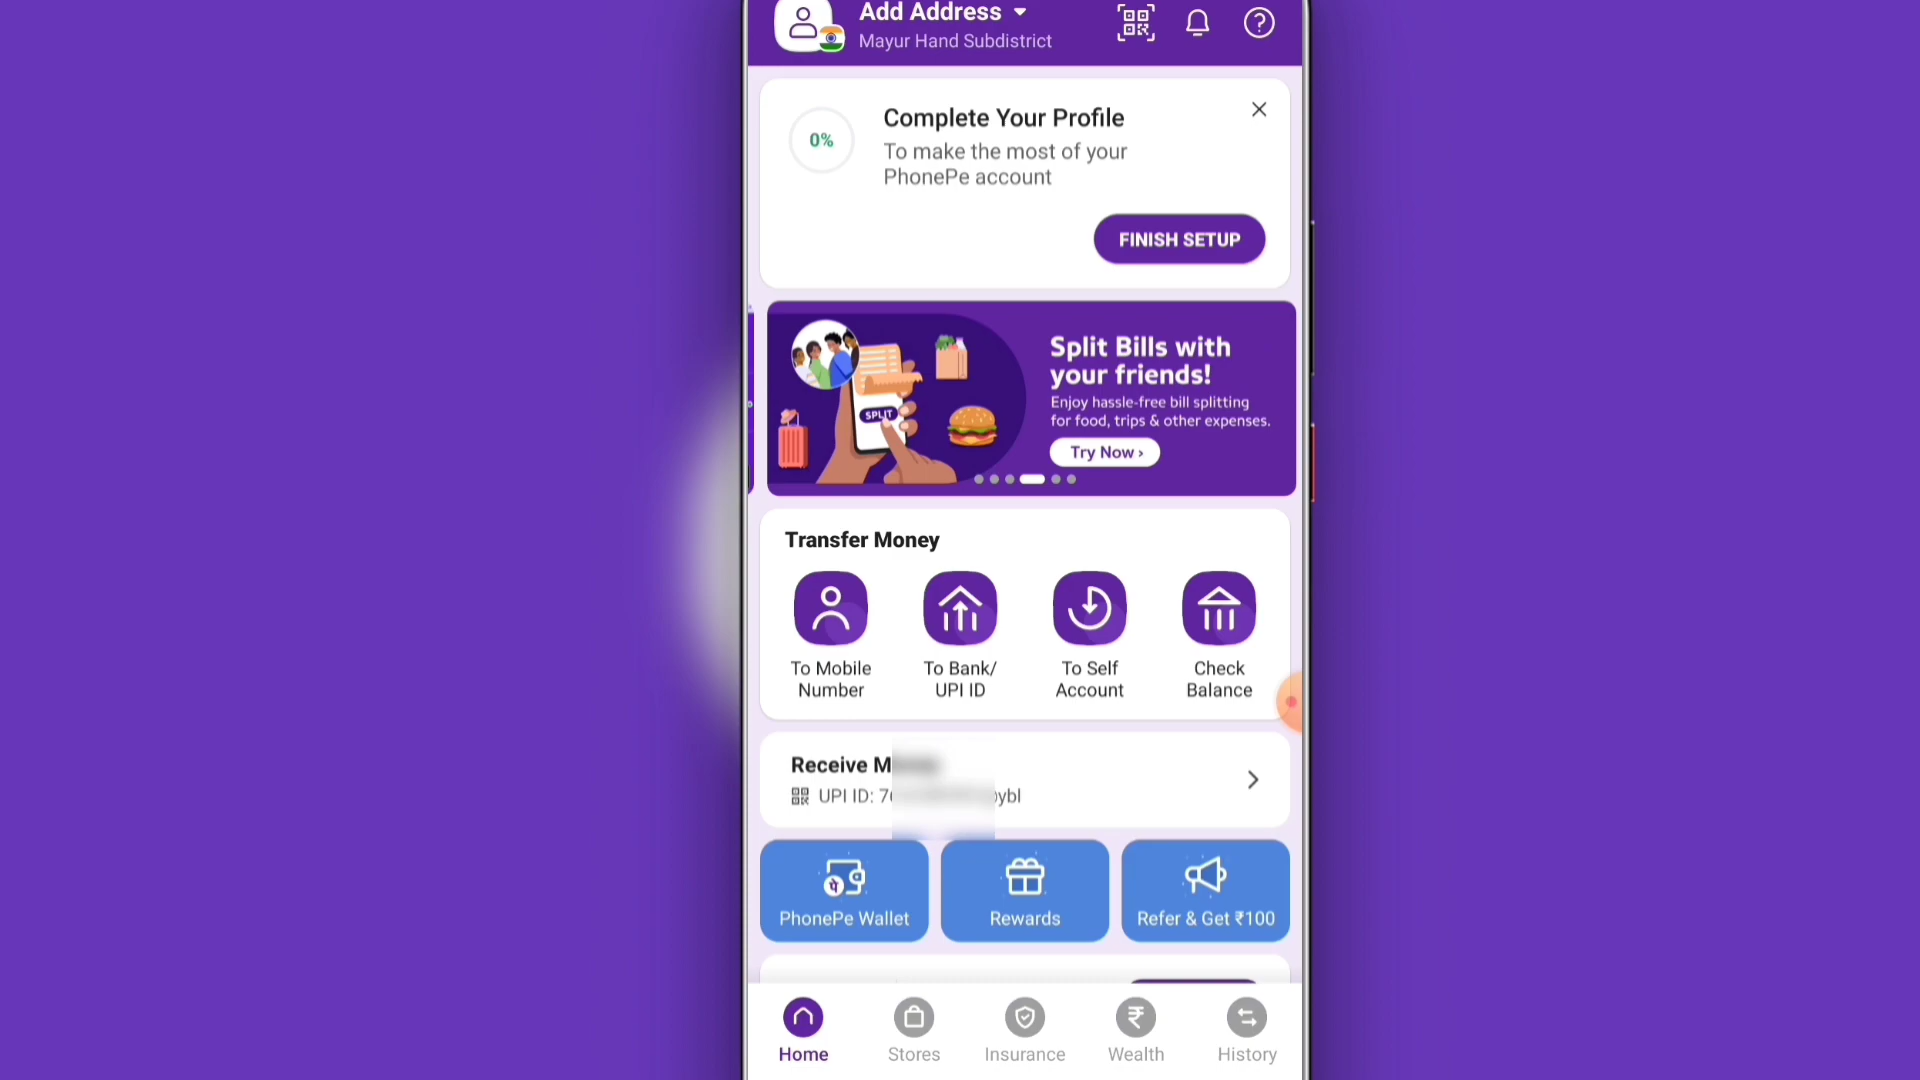 Add Address
Mayur Hand Subdistrict
0%
Complete Your Profile
To make the most of your
PhonePe account
FINISH SETUP
SPLIT
Split Bills with
your friends!
Enjoy hassle-free bill splitting
for food, trips & other expenses.
Try Now ›
Transfer Money
To Mobile
Number
To Bank/
UPI ID
To Self
Account
Check
Balance
Receive
UPI ID: ybl
पे
PhonePe Wallet
Rewards
Refer & Get ₹100
Home
Stores
Insurance
Wealth
History